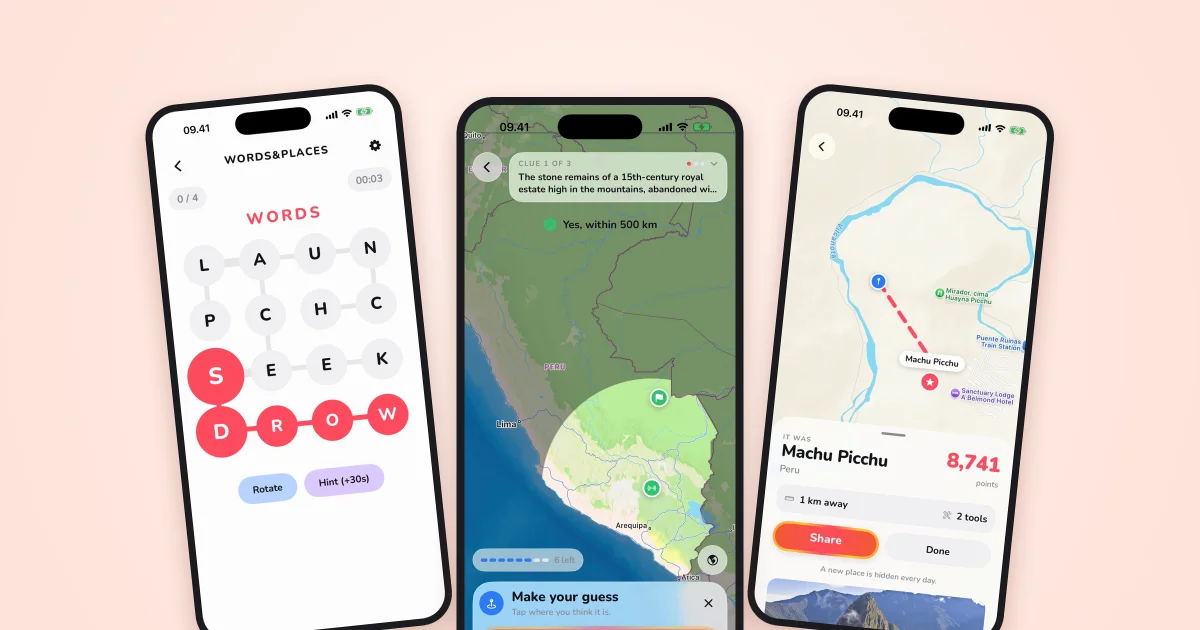 09.41
WORDS&PLACES
0 / 4
00:03
WORDS
L A U N
P C H C
S E E K
D R O W
Rotate
Hint (+30s)
Quito
09.41
CLUE 1 OF 3
The stone remains of a 15th-century royal
estate high in the mountains, abandoned wi...
Yes, within 500 km
PERU
Lima
Arequipa
Arica
6 left
Make your guess
Tap where you think it is.
09.41
Vilcanota
Mirador, cima
Huayna Picchu
Puente Ruinas
Train Station
Machu Picchu
Sanctuary Lodge
A Belmond Hotel
IT WAS
Machu Picchu
Peru
8,741
points
1 km away
2 tools
Share
Done
A new place is hidden every day.